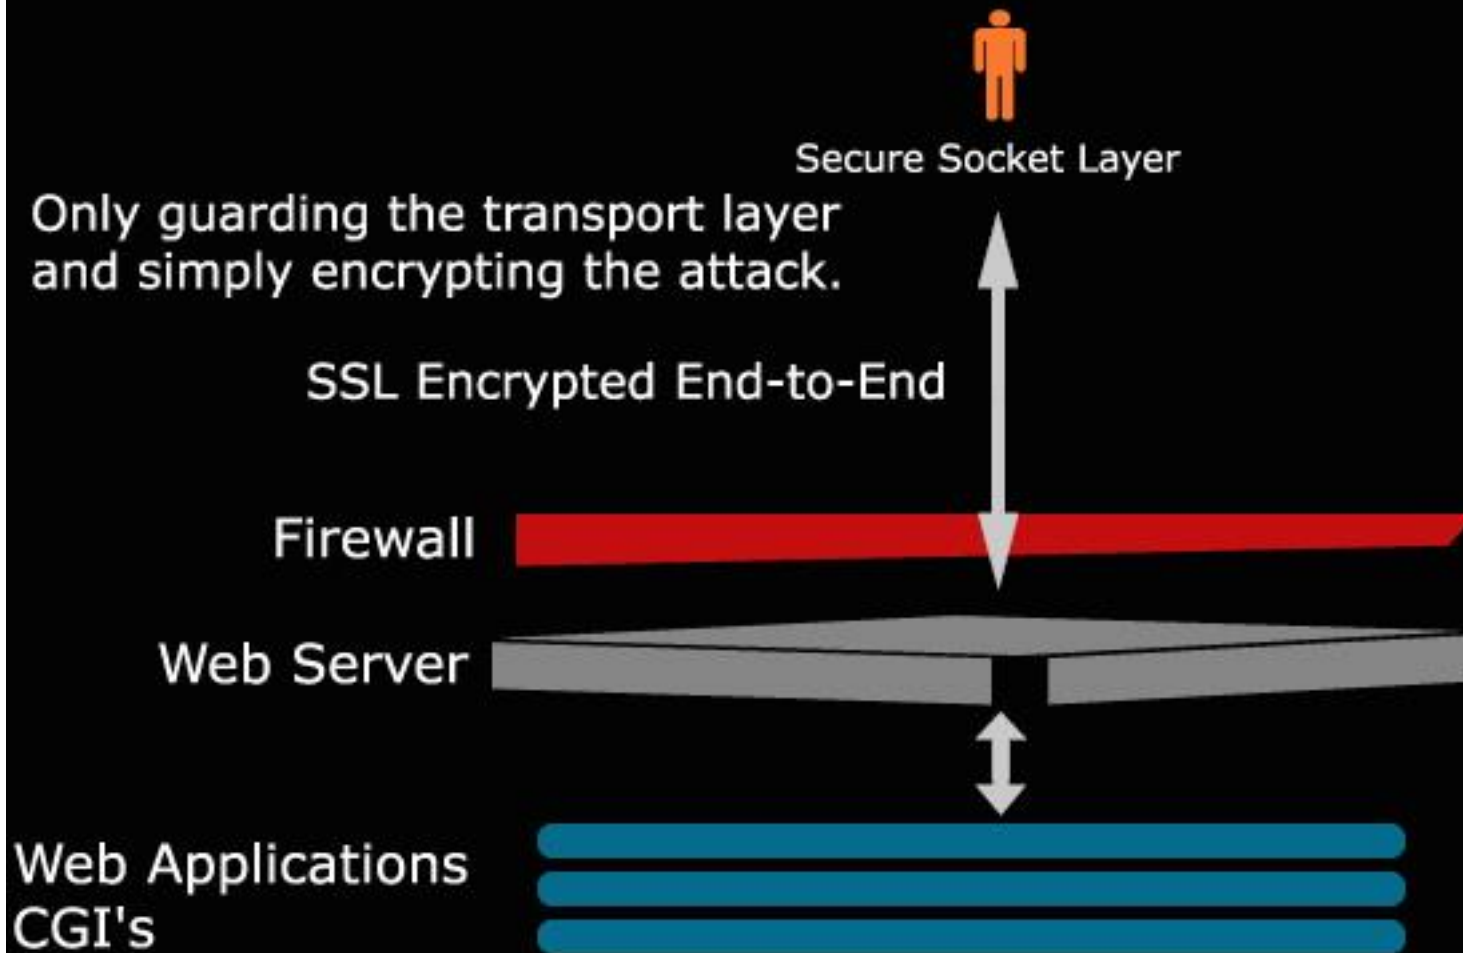 Secure Socket Layer
Only guarding the transport layer
and simply encrypting the attack.
SSL Encrypted End-to-End
Firewall
Web Server
Web Applications
CGI's